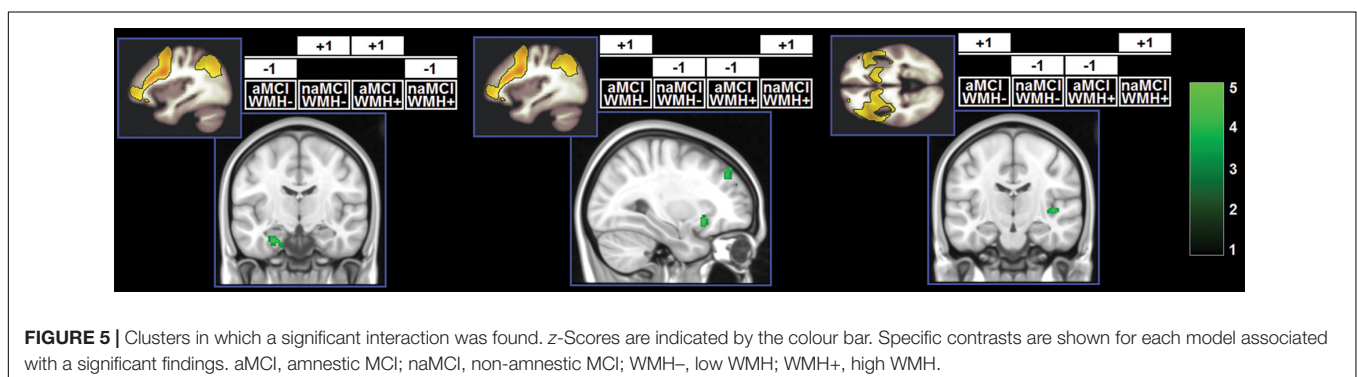 +1 +1
-1 -1
aMCI naMCI aMCI naMCI
WMH- WMH- WMH+ WMH+
+1 +1
-1 -1
aMCI naMCI aMCI naMCI
WMH- WMH- WMH+ WMH+
+1 +1
-1 -1
aMCI naMCI aMCI naMCI
WMH- WMH- WMH+ WMH+
5
4
3
2
1
FIGURE 5 | Clusters in which a significant interaction was found. z-Scores are indicated by the colour bar. Specific contrasts are shown for each model associated
with a significant findings. aMCI, amnestic MCI; naMCI, non-amnestic MCI; WMH–, low WMH; WMH+, high WMH.